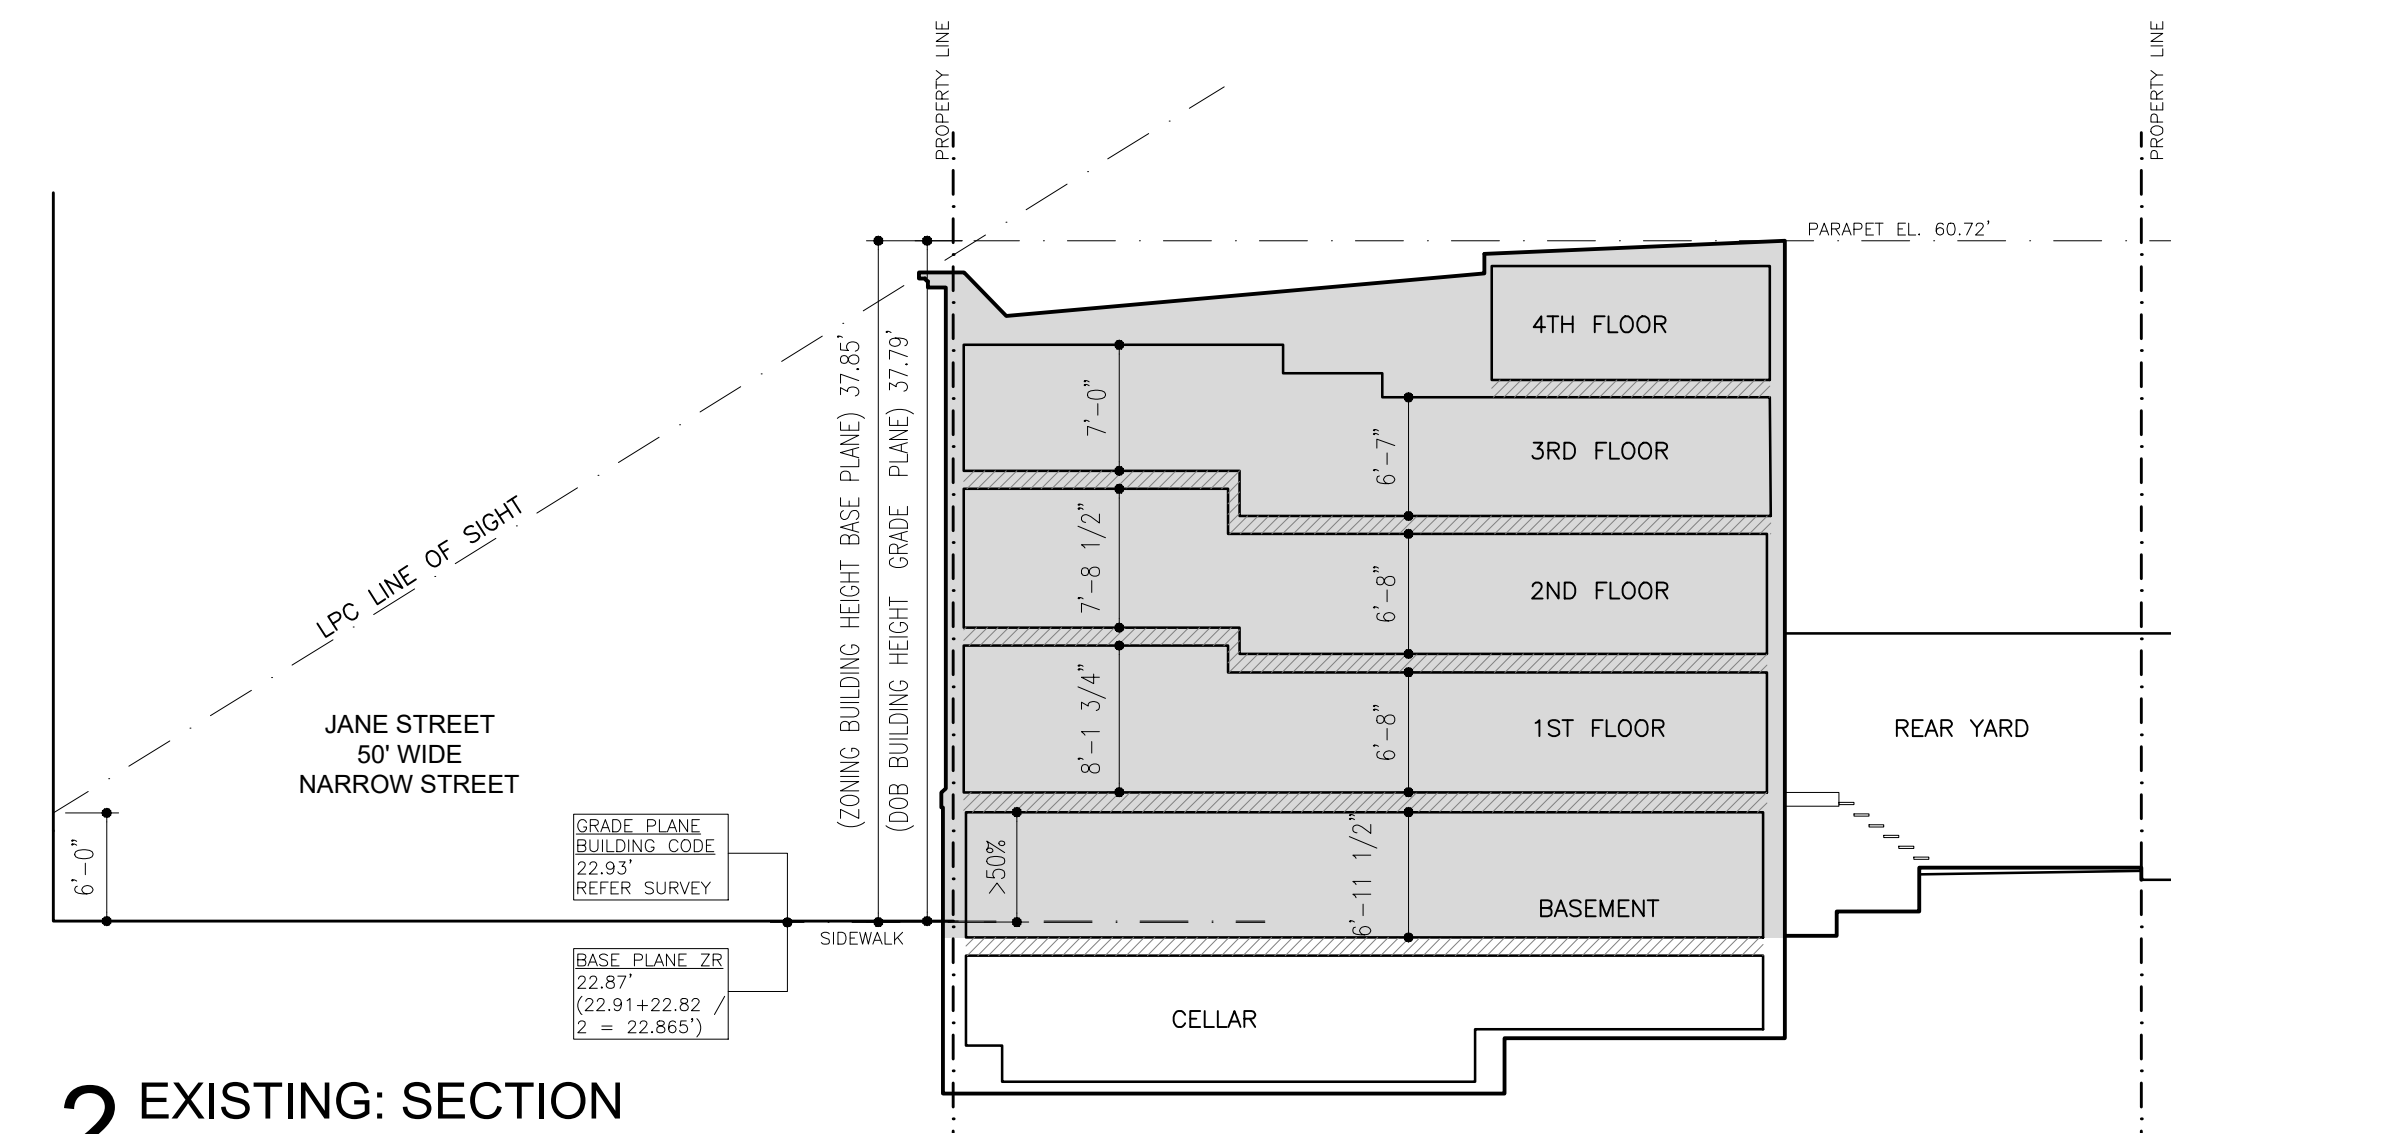 PROPERTY LINE
PROPERTY LINE
PARAPET EL. 60.72'
4TH FLOOR
(ZONING BUILDING HEIGHT BASE PLANE) 37.85'
(DOB BUILDING HEIGHT GRADE PLANE) 37.79'
7'-0"
6'-7"
3RD FLOOR
LPC LINE OF SIGHT
7'-8 1/2"
6'-8"
2ND FLOOR
8'-1 3/4"
6'-8"
1ST FLOOR
REAR YARD
JANE STREET
50' WIDE
NARROW STREET
6'-0"
GRADE PLANE
BUILDING CODE
22.93'
REFER SURVEY
>50%
6'-11 1/2"
BASEMENT
SIDEWALK
BASE PLANE ZR
22.87'
(22.91+22.82 /
2 = 22.865')
CELLAR
2 EXISTING: SECTION